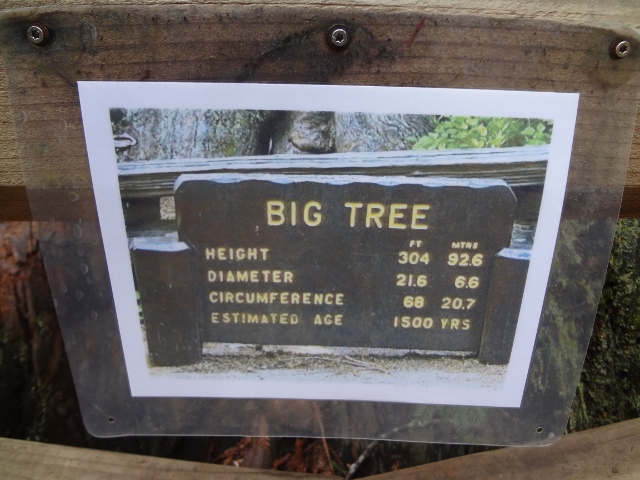 BIG TREE
FT MTRS
HEIGHT 304 92.6
DIAMETER 21.6 6.6
CIRCUMFERENCE 68 20.7
ESTIMATED AGE 1500 YRS